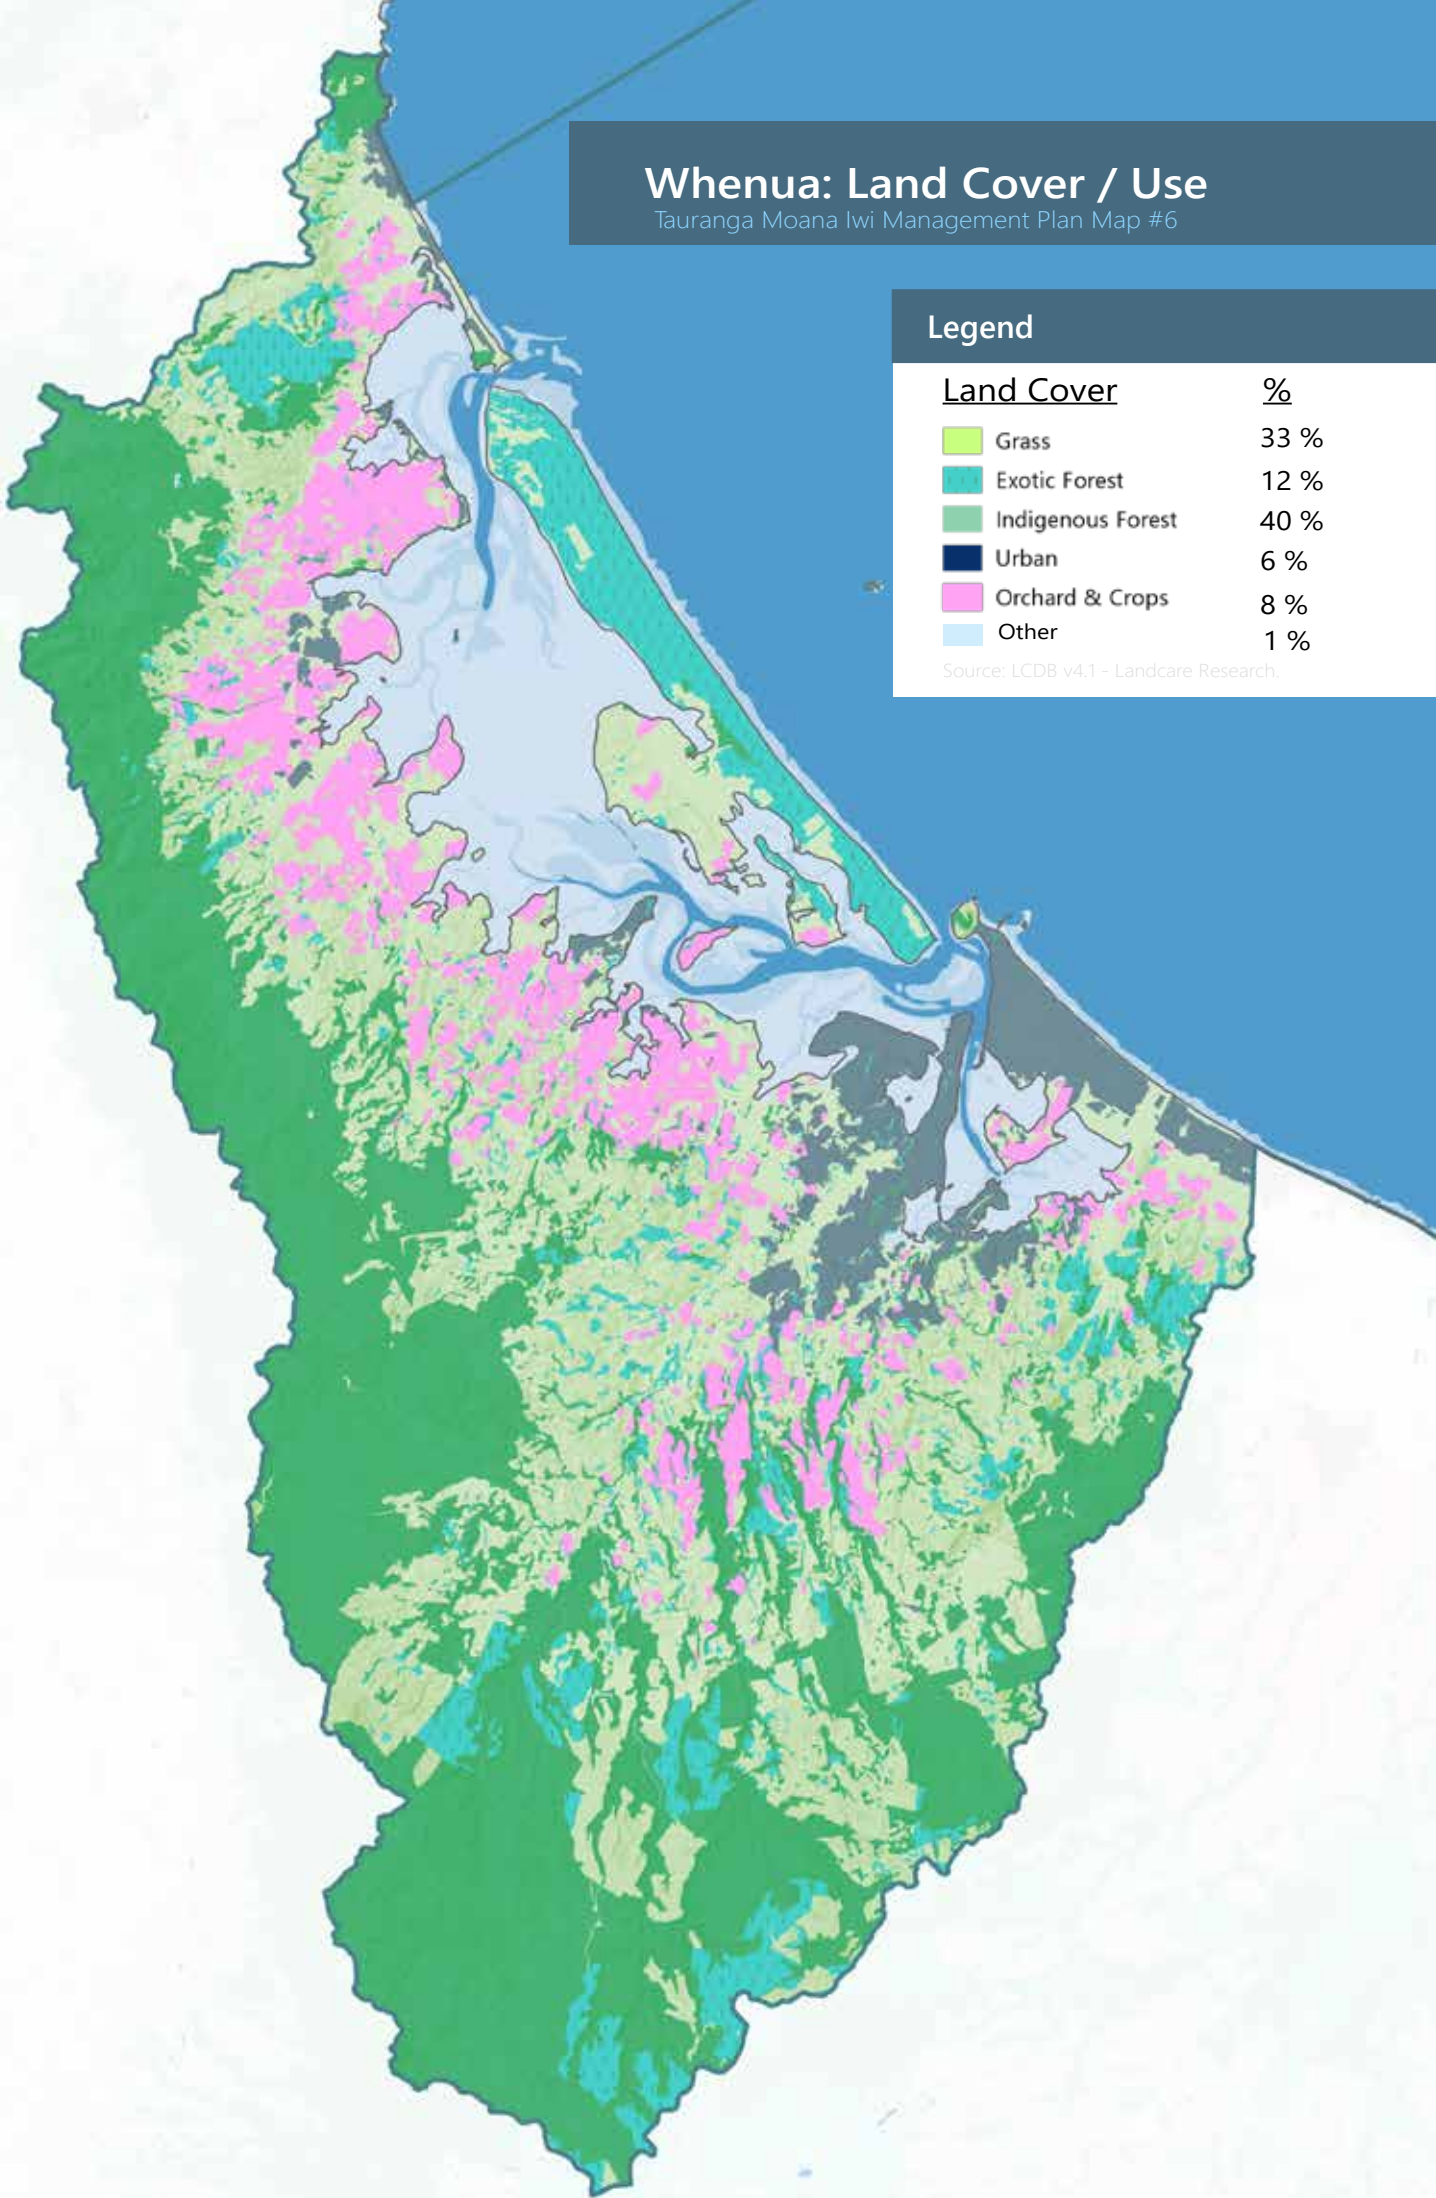 Whenua: Land Cover / Use
Tauranga Moana Iwi Management Plan Map #6
Legend
Land Cover %
Grass 33 %
Exotic Forest 12 %
Indigenous Forest 40 %
Urban 6 %
Orchard & Crops 8 %
Other 1 %
Source: LCDB v4.1 - Landcare Research.